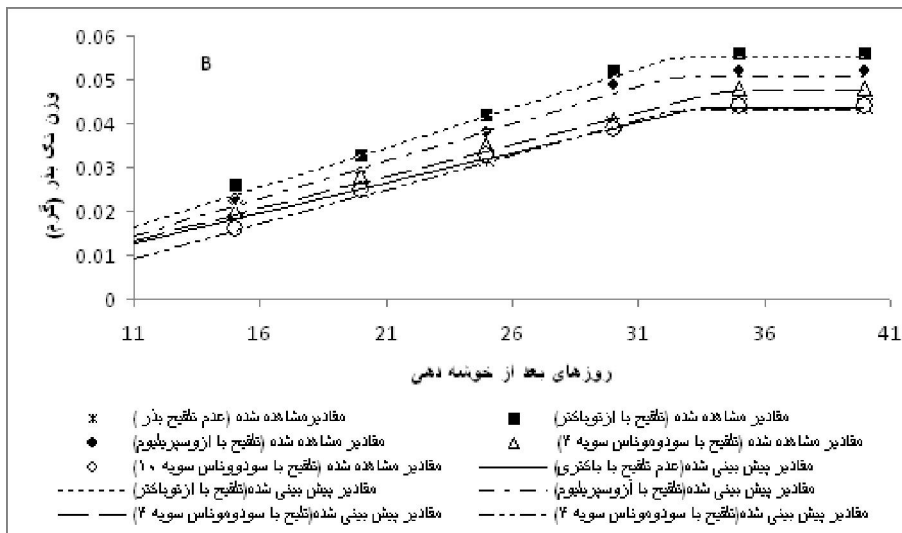 B
0.06
0.05
0.04
0.03
0.02
0.01
0
وزن تک بذر (گرم)
11 16 21 26 31 36 41
روزهای بعد از خوشه دهی
مقادیرمشاهده شده (عدم تلقیح بذر )
مقادیر مشاهده شده (تلقیح با ازتوباکتر)
مقادیر مشاهده شده (تلقیح با ازوسپریلیوم)
مقادیر مشاهده شده (تلقیح با سودوموناس سویه ۴)
مقادیر مشاهده شده (تلقیح با سودووناس سویه ۱۰)
مقادیر پیش بینی شده (عدم تلقیح با باکتری)
مقادیر پیش بینی شده(تلقیح با ازتوباکتر)
مقادیر پیش بینی شده(تلقیح با آزوسپریلیوم)
مقادیر پیش بینی شده(تلیح با سودوموناس سویه ۴)
مقادیر پیش بینی شده(تلقیح با سودوموناس سویه ۴)